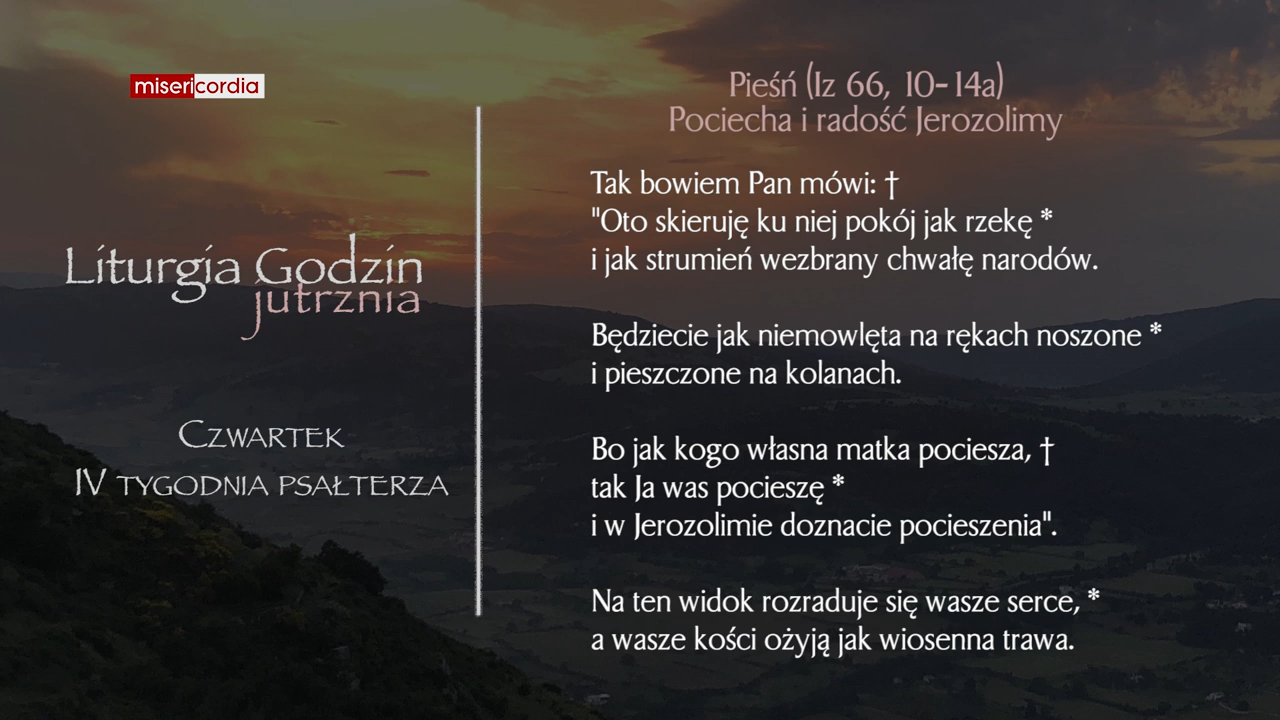 misericordia
Liturgia Godzin
jutrznia
Czwartek
IV tygodnia psałterza
Pieśń (Iz 66, 10-14a)
Pociecha i radość Jerozolimy
Tak bowiem Pan mówi: †
"Oto skieruję ku niej pokój jak rzekę *
i jak strumień wezbrany chwałę narodów.
Będziecie jak niemowlęta na rękach noszone *
i pieszczone na kolanach.
Bo jak kogo własna matka pociesza, †
tak Ja was pocieszę *
i w Jerozolimie doznacie pocieszenia".
Na ten widok rozraduje się wasze serce, *
a wasze kości ożyją jak wiosenna trawa.